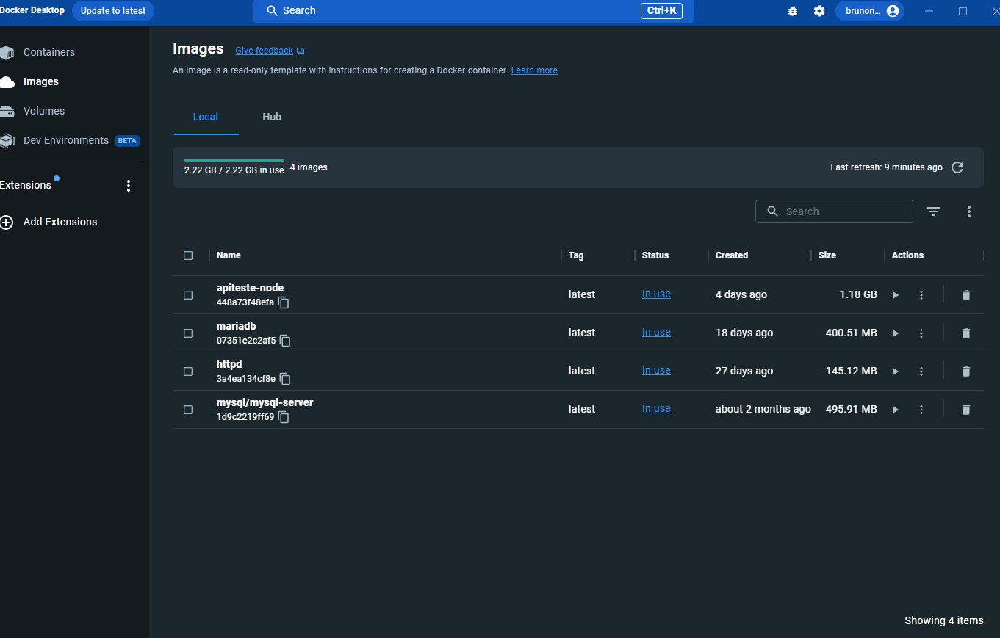 Docker Desktop Update to latest Search Ctrl+K brunon...
Containers
Images
Volumes
Dev Environments BETA
Extensions
Add Extensions
Images Give feedback
An image is a read-only template with instructions for creating a Docker container. Learn more
Local Hub
2.22 GB / 2.22 GB in use 4 images Last refresh: 9 minutes ago
Search
Name Tag Status Created Size Actions
apiteste-node
448a73f48efa latest In use 4 days ago 1.18 GB
mariadb
07351e2c2af5 latest In use 18 days ago 400.51 MB
httpd
3a4ea134cf8e latest In use 27 days ago 145.12 MB
mysql/mysql-server
1d9c2219ff69 latest In use about 2 months ago 495.91 MB
Showing 4 items